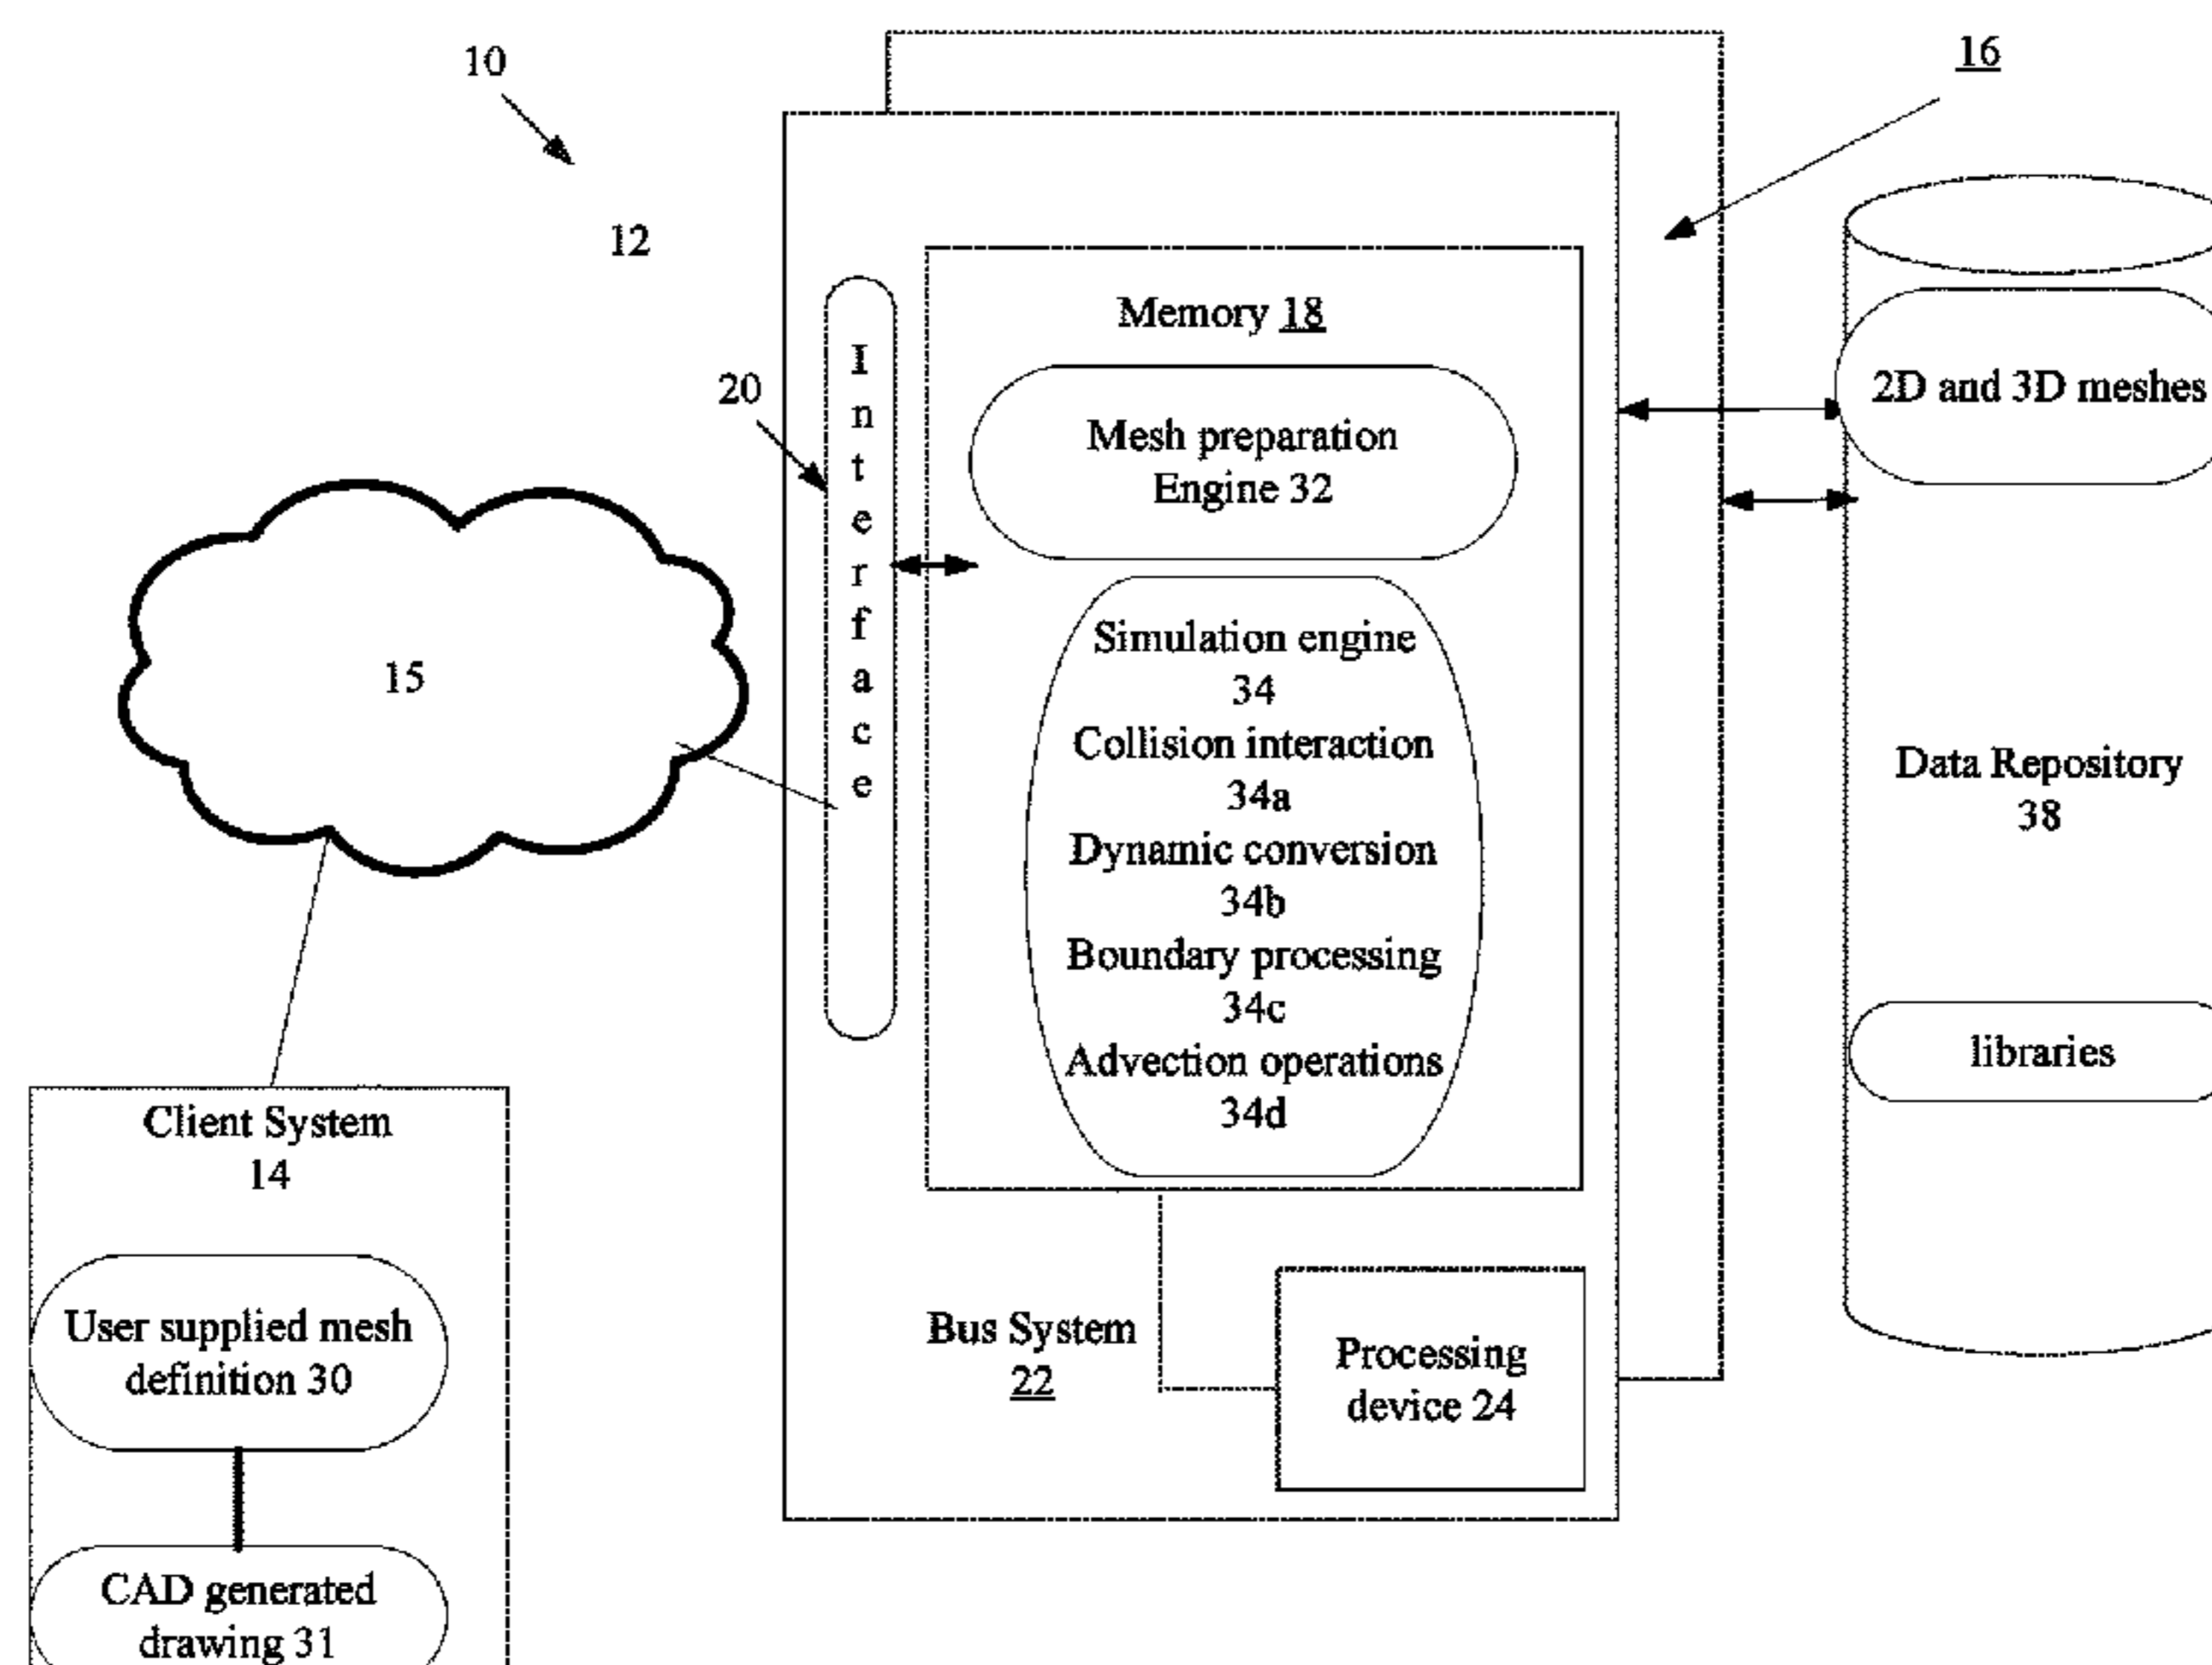 10
16
12
Memory 18
20
Interface
Mesh preparation
Engine 32
2D and 3D meshes
15
Simulation engine
34
Collision interaction
34a
Dynamic conversion
34b
Boundary processing
34c
Advection operations
34d
Data Repository
38
libraries
Client System
14
User supplied mesh
definition 30
CAD generated
drawing 31
Bus System
22
Processing
device 24